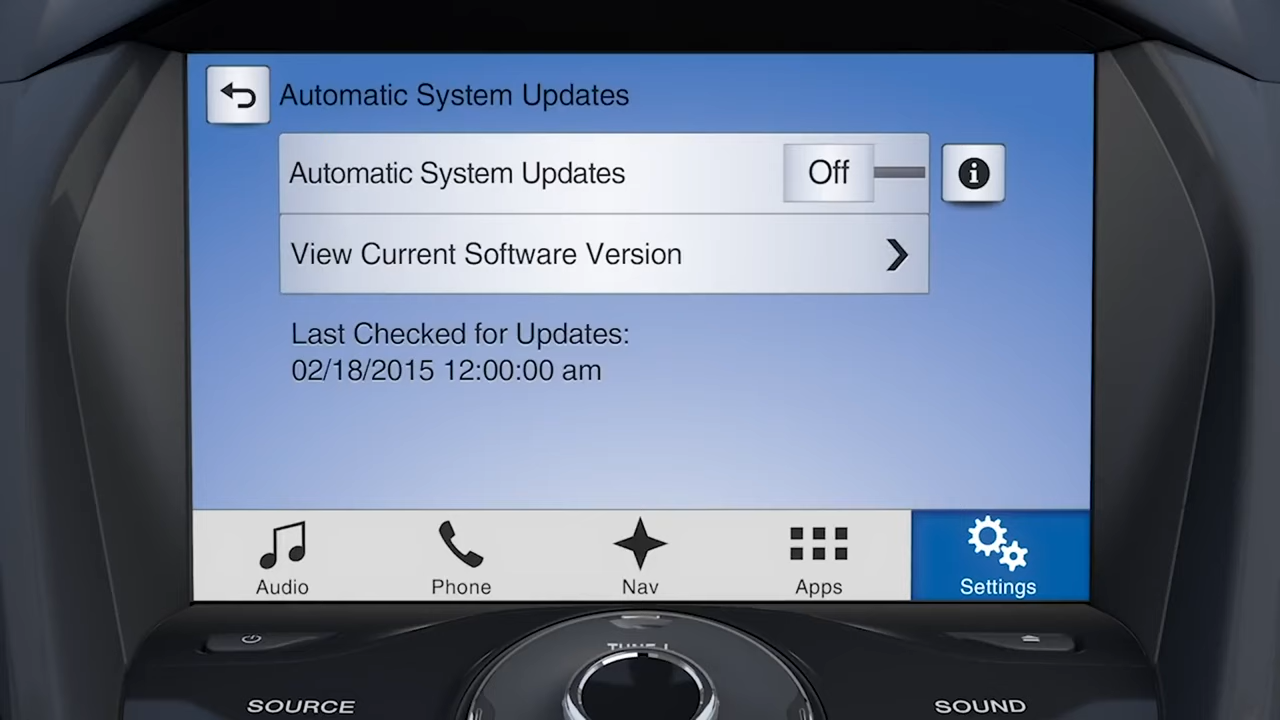 Automatic System Updates
Automatic System Updates Off
View Current Software Version
Last Checked for Updates:
02/18/2015 12:00:00 am
Audio Phone Nav Apps Settings
SOURCE SOUND